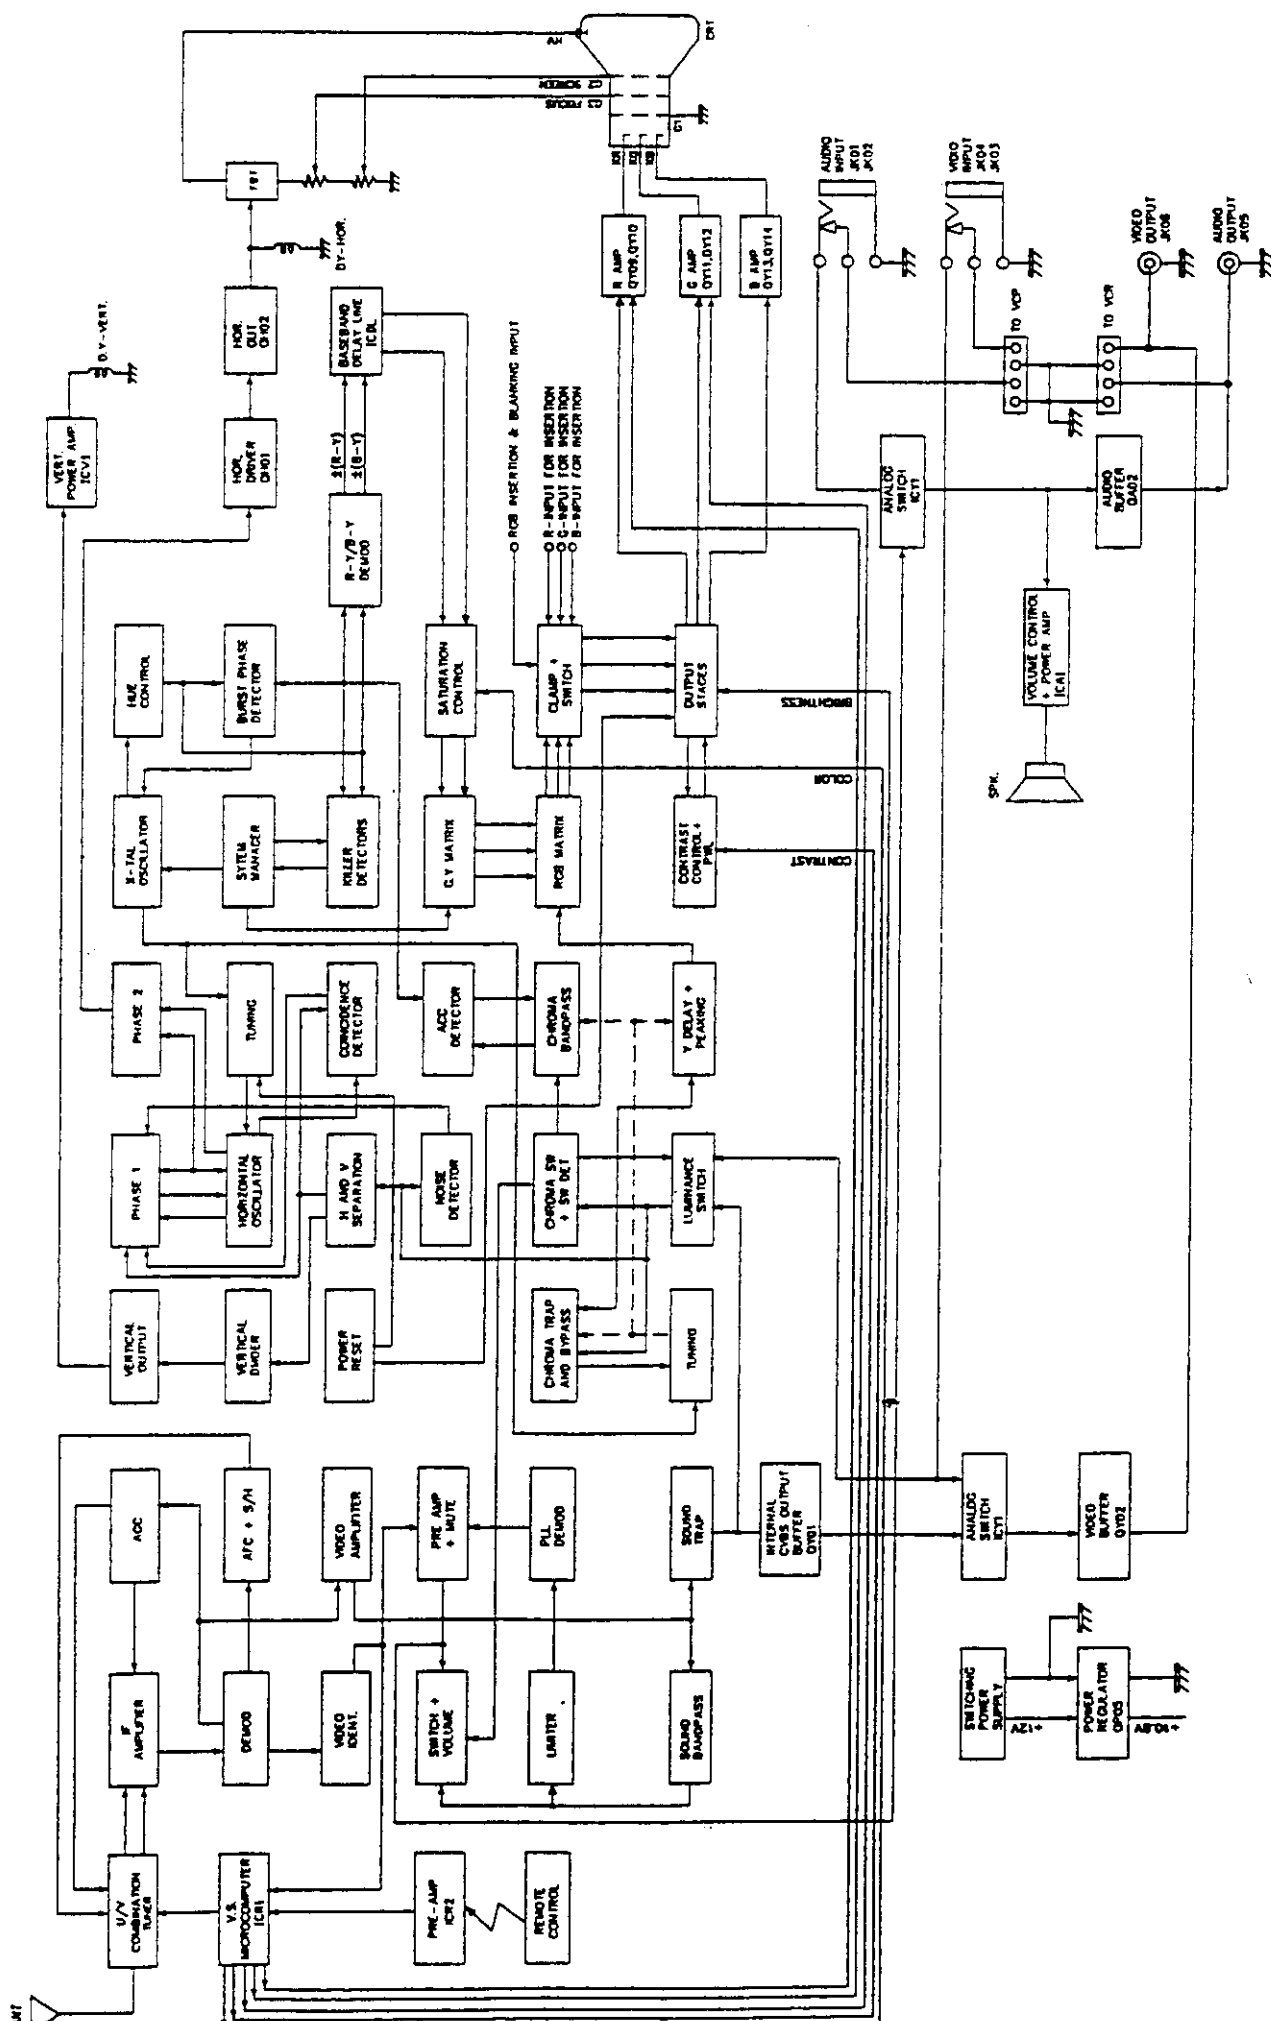 ANT
U/V
COMBINATION
TUNER
IF
AMPLIFIER
AGC
VERTICAL
OUTPUT
PHASE 1
PHASE 2
X-TAL
OSCILLATOR
HUE
CONTROL
VERT.
POWER AMP
ICV1
D.Y-VERT.
V.S.
MICROCOMPUTER
ICR1
DEMOD
AFC + S/H
VERTICAL
DIVIDER
HORIZONTAL
OSCILLATOR
TUNING
SYTEM
MANAGER
BURST PHASE
DETECTOR
HOR.
DRIVER
QH01
HOR.
OUT
QH02
DY-HOR.
FBT
VIDEO
IDENT.
VIDEO
AMPLIFIER
POWER
RESET
H AND V
SEPARATION
COINCIDENCE
DETECTOR
KILLER
DETECTORS
R-Y/B-Y
DEMOD
±(R-Y)
±(B-Y)
BASEBAND
DELAY LINE
ICDL
PRE-AMP
ICR2
SWITCH +
VOLUME
PRE AMP
+ MUTE
NOISE
DETECTOR
ACC
DETECTOR
G.Y MATRIX
SATURATION
CONTROL
RGB INSERTION & BLANKING INPUT
REMOTE
CONTROL
LIMITER
PLL
DEMOD
CHROMA TRAP
AND BYPASS
CHROMA SW
+ SW DET
CHROMA
BANDPASS
RGB MATRIX
CLAMP +
SWITCH
R-INPUT FOR INSERTION
G-INPUT FOR INSERTION
B-INPUT FOR INSERTION
G2 SCREEN
G3 FOCUS
G1
KR
KG
KB
CRT
SOUND
BANDPASS
SOUND
TRAP
TUNING
LUMINANCE
SWITCH
Y DELAY +
PEAKING
CONTRAST
CONTROL+
PWL
OUTPUT
STAGES
R AMP
QY09,QY10
G AMP
QY11,QY12
B AMP
QY13,QY14
COLOR
BRIGHTNESS
CONTRAST
INTERNAL
CVBS OUTPUT
BUFFER
QY01
ANALOG
SWITCH
ICY1
AUDIO
INPUT
JK01
JK02
SWITCHING
POWER
SUPPLY
+12V
ANALOG
SWITCH
ICY1
VIDEO
INPUT
JK04
JK03
SPK.
VOLUME CONTROL
+ POWER AMP
ICA1
TO VCP
POWER
REGULATOR
QP05
VIDEO
BUFFER
QY02
AUDIO
BUFFER
QA02
TO VCR
VIDEO
OUTPUT
JK06
AUDIO
OUTPUT
JK05